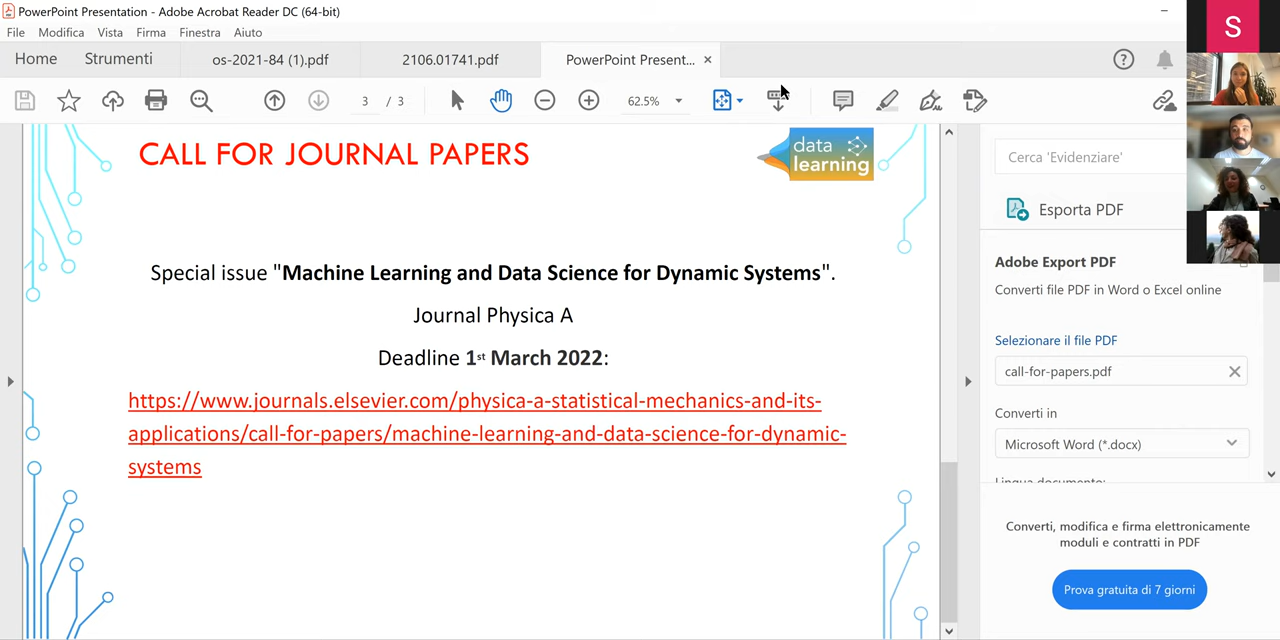 PowerPoint Presentation - Adobe Acrobat Reader DC (64-bit)
File Modifica Vista Firma Finestra Aiuto
Home Strumenti os-2021-84 (1).pdf 2106.01741.pdf PowerPoint Present... ×
3 / 3 62.5%
CALL FOR JOURNAL PAPERS
data
learning
Special issue "Machine Learning and Data Science for Dynamic Systems".
Journal Physica A
Deadline 1st March 2022:
https://www.journals.elsevier.com/physica-a-statistical-mechanics-and-its-
applications/call-for-papers/machine-learning-and-data-science-for-dynamic-
systems
S
Cerca 'Evidenziare'
Esporta PDF
Adobe Export PDF
Converti file PDF in Word o Excel online
Selezionare il file PDF
call-for-papers.pdf
Converti in
Microsoft Word (*.docx)
Lingua documento:
Converti, modifica e firma elettronicamente
moduli e contratti in PDF
Prova gratuita di 7 giorni